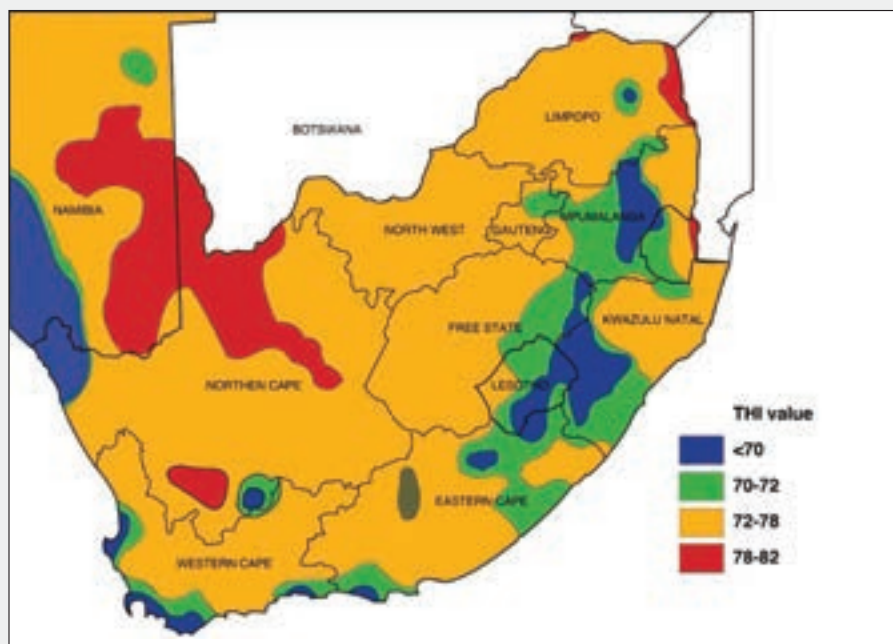 BOTSWANA
LIMPOPO
NAMIBIA
NORTH WEST
GAUTENG
MPUMALANGA
FREE STATE
KWAZULU NATAL
LESOTHO
NORTHEN CAPE
EASTERN CAPE
WESTERN CAPE
THI value
<70
70-72
72-78
78-82